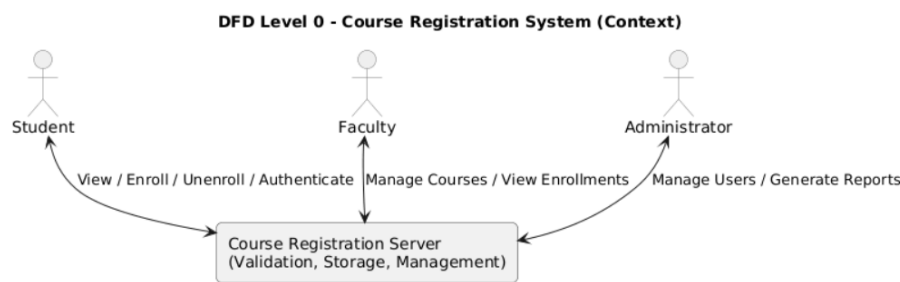 DFD Level 0 - Course Registration System (Context)
Student
Faculty
Administrator
View / Enroll / Unenroll / Authenticate
Manage Courses / View Enrollments
Manage Users / Generate Reports
Course Registration Server
(Validation, Storage, Management)